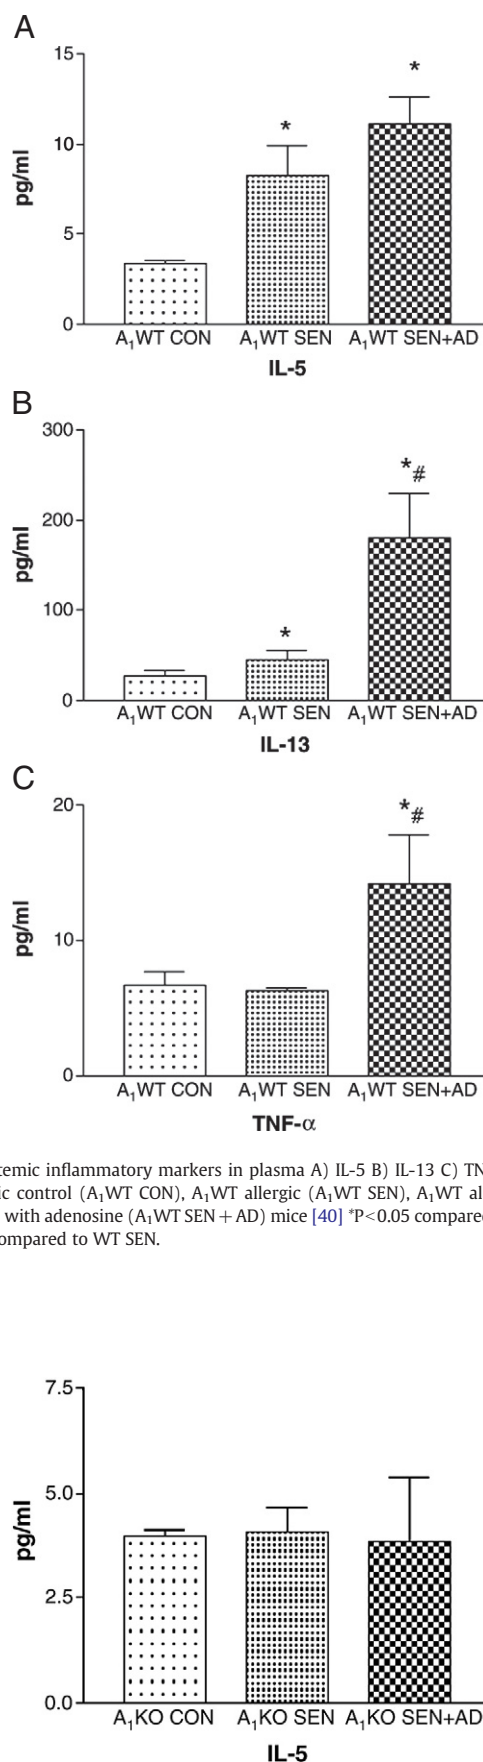 A
15
10
5
0
pg/ml
*
*
A₁WT CON A₁WT SEN A₁WT SEN+AD
IL-5
B
300
200
100
0
pg/ml
*
*#
A₁WT CON A₁WT SEN A₁WT SEN+AD
IL-13
C
20
10
0
pg/ml
*#
A₁WT CON A₁WT SEN A₁WT SEN+AD
TNF-α
temic inflammatory markers in plasma A) IL-5 B) IL-13 C) TN
ic control (A₁WT CON), A₁WT allergic (A₁WT SEN), A₁WT al
with adenosine (A₁WT SEN + AD) mice [40] *P<0.05 compared
ompared to WT SEN.
7.5
5.0
2.5
0.0
pg/ml
A₁KO CON A₁KO SEN A₁KO SEN+AD
IL-5